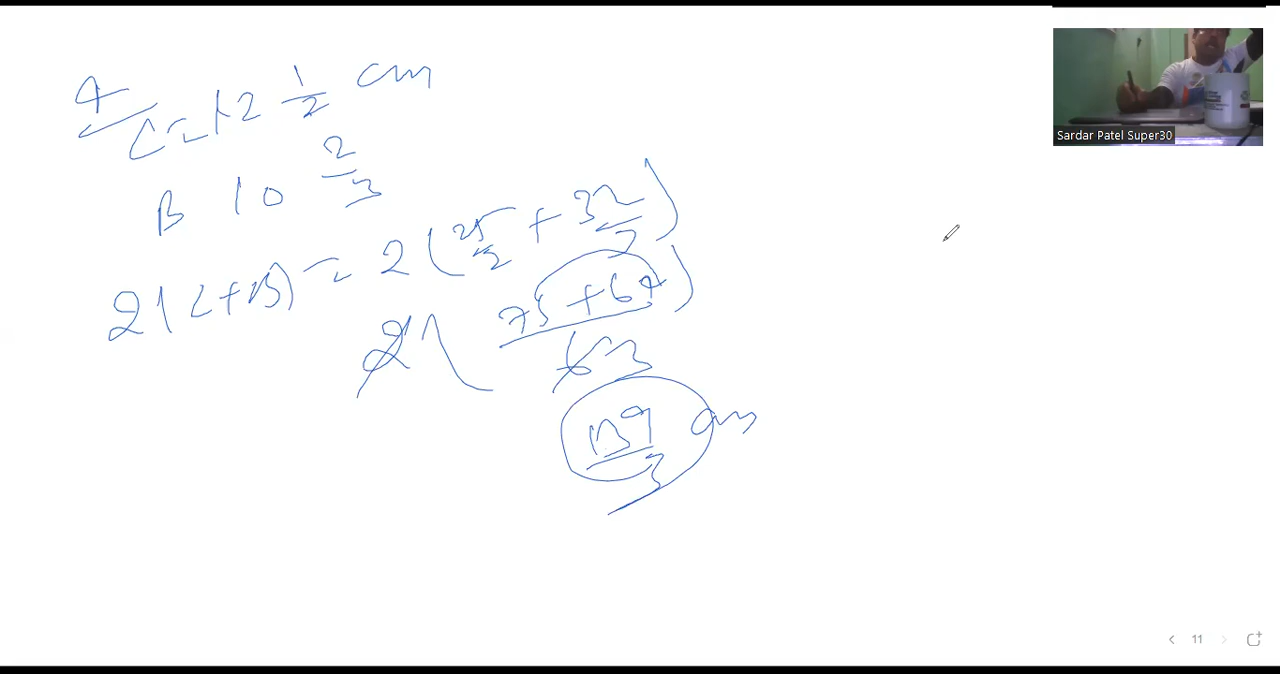 4
L = 12 1/2 cm
B 10 2/3
2(L+B) = 2(25/2 + 32/3)
2(75+64)/6 3
139/3 cm
Sardar Patel Super30
11